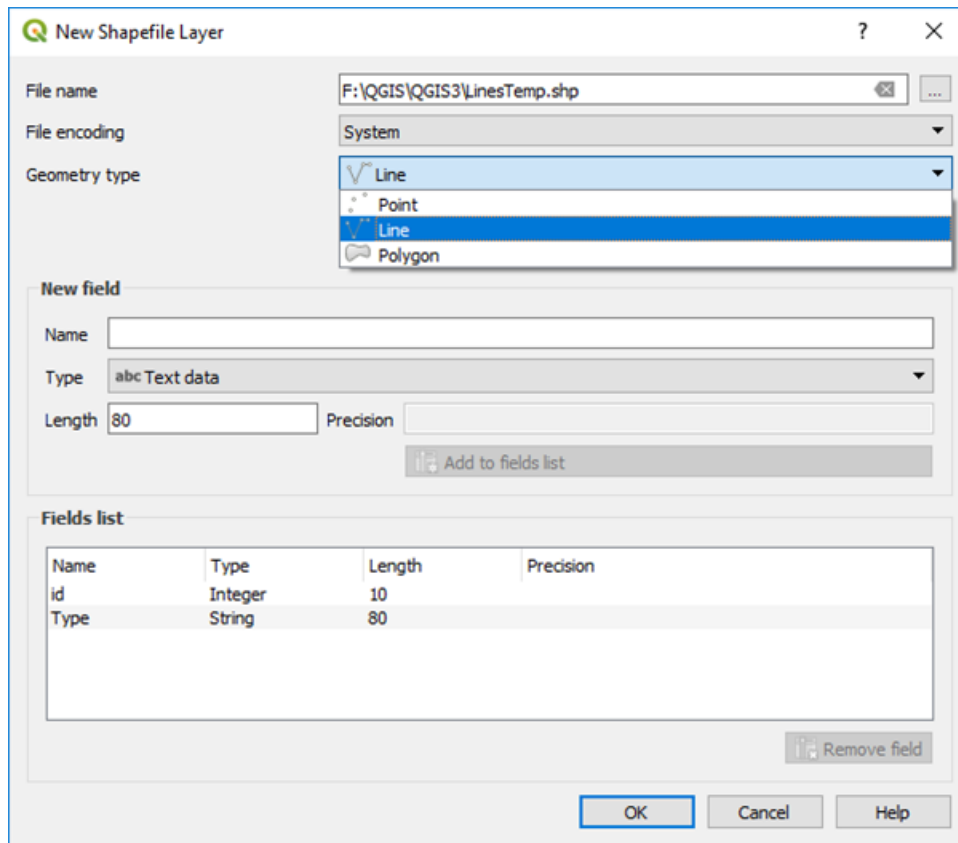 New Shapefile Layer ?
File name F:\QGIS\QGIS3\LinesTemp.shp ...
File encoding System
Geometry type Line
Point
Line
Polygon
New field
Name
Type abc Text data
Length 80 Precision
Add to fields list
Fields list
Name Type Length Precision
id Integer 10
Type String 80
Remove field
OK Cancel Help